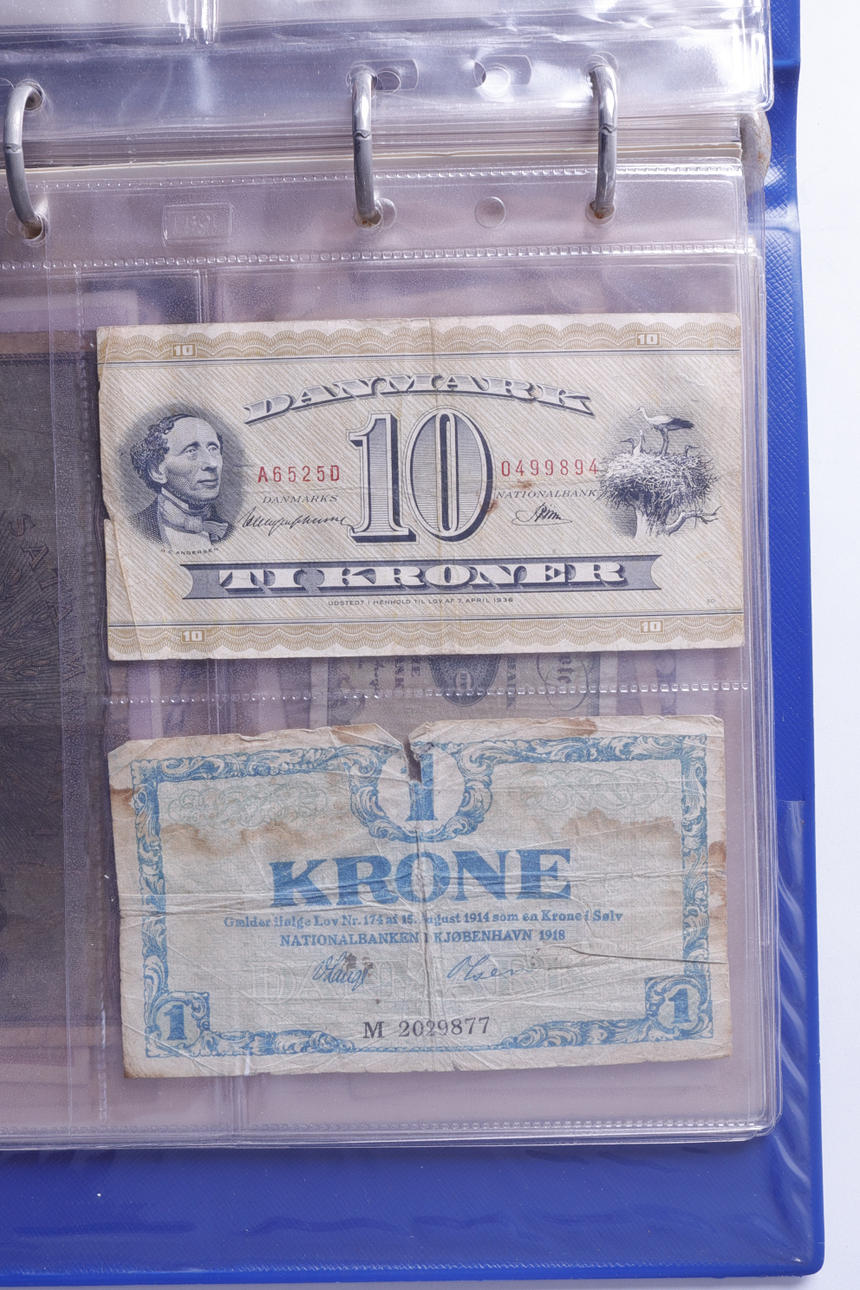 10 10
DANMARK
10
A6525D 0499894
DANMARKS NATIONALBANK
H.C. ANDERSEN
TI KRONER
UDSTEDT I HENHOLD TIL LOV AF 7. APRIL 1936
10 10
1
KRONE
Gælder ifølge Lov Nr. 174 af 15. August 1914 som en Krone i Sølv
NATIONALBANKEN I KJØBENHAVN 1918
Olsen
DANMARK
1 1
M 2029877